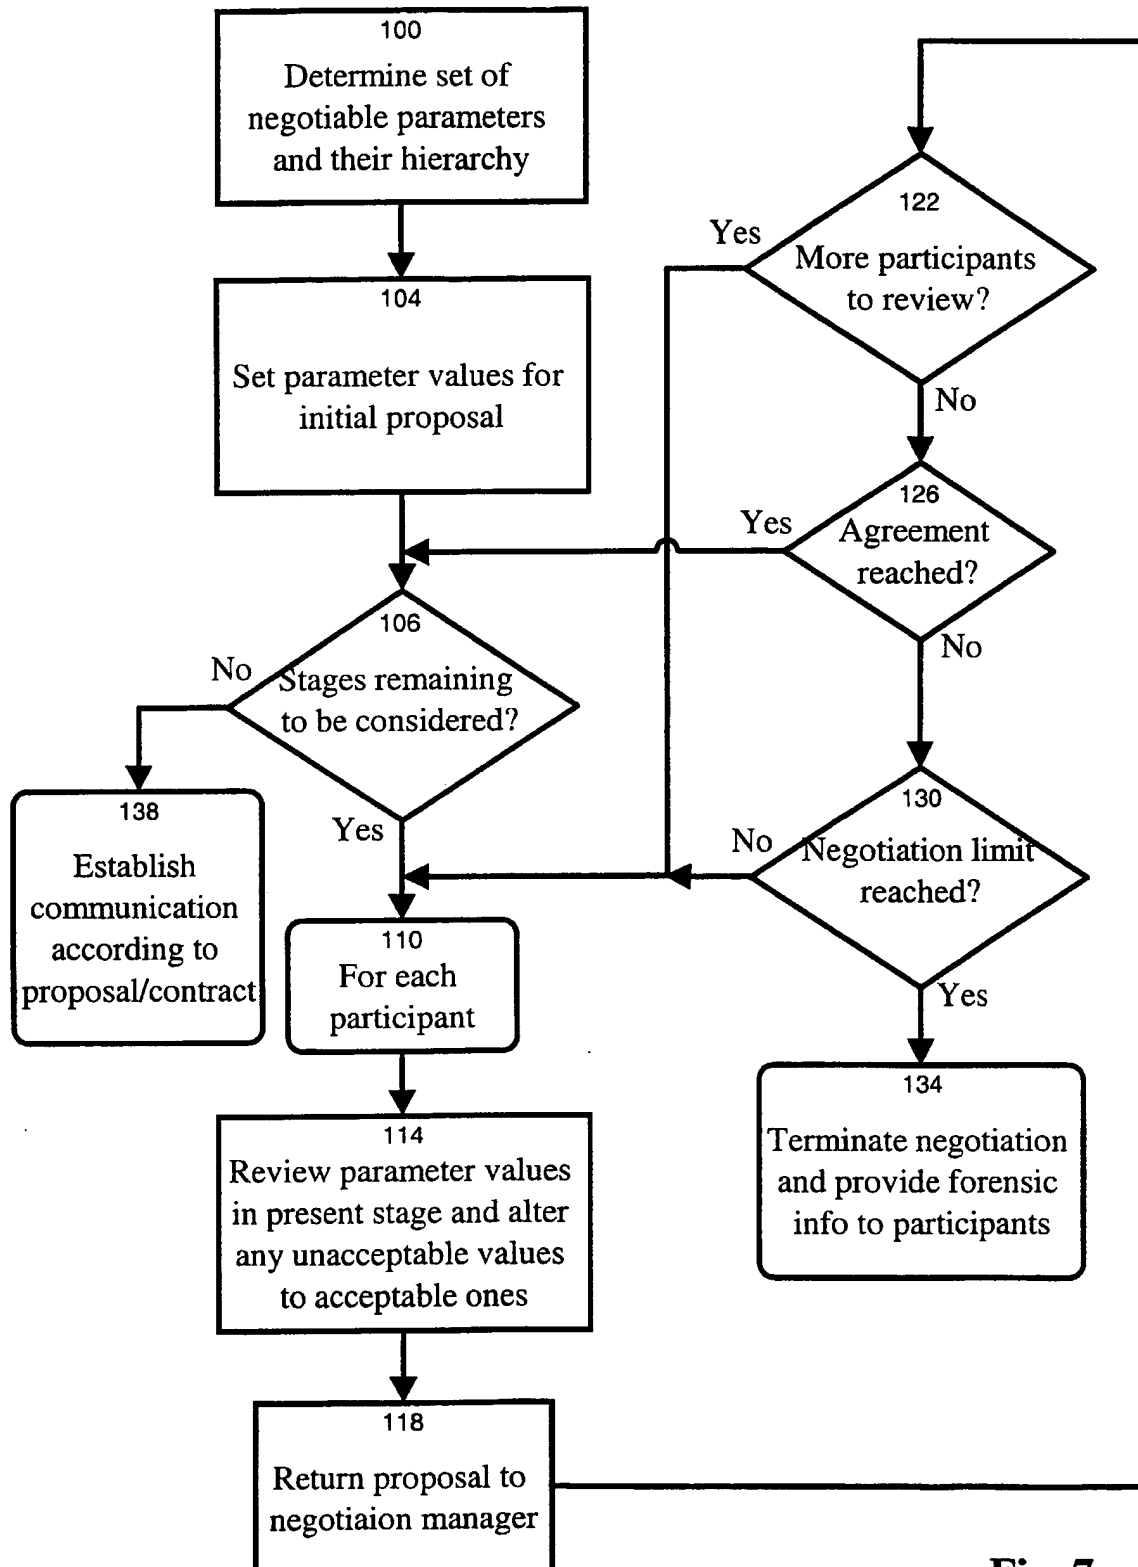 100
Determine set of
negotiable parameters
and their hierarchy
104
Set parameter values for
initial proposal
106
Stages remaining
to be considered?
No
Yes
138
Establish
communication
according to
proposal/contract
110
For each
participant
114
Review parameter values
in present stage and alter
any unacceptable values
to acceptable ones
118
Return proposal to
negotiaion manager
122
More participants
to review?
Yes
No
126
Agreement
reached?
Yes
No
130
Negotiation limit
reached?
No
Yes
134
Terminate negotiation
and provide forensic
info to participants